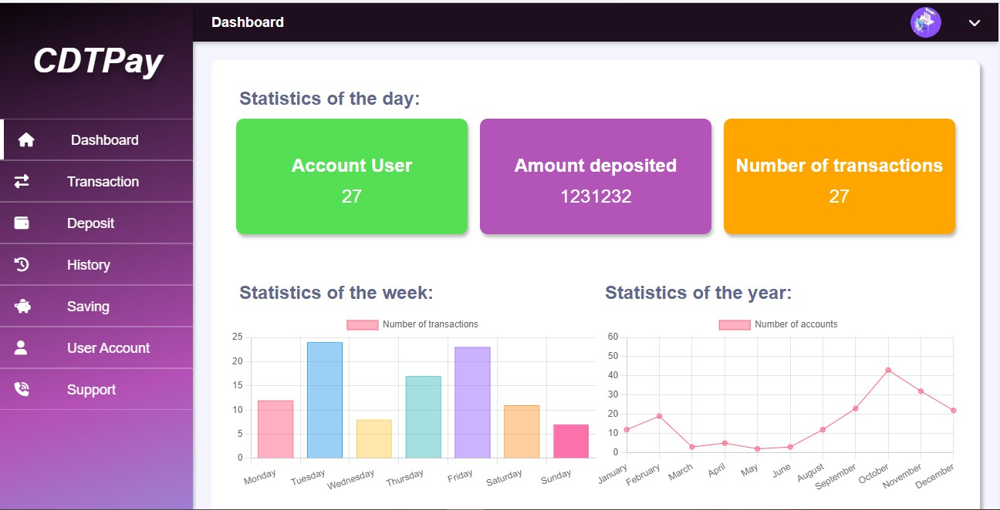 Dashboard
CDTPay
Dashboard
Transaction
Deposit
History
Saving
User Account
Support
Statistics of the day:
Account User
27
Amount deposited
1231232
Number of transactions
27
Statistics of the week:
Number of transactions
25
20
15
10
5
0
Monday
Tuesday
Wednesday
Thursday
Friday
Saturday
Sunday
Statistics of the year:
Number of accounts
60
50
40
30
20
10
0
January
February
March
April
May
June
August
September
October
November
December